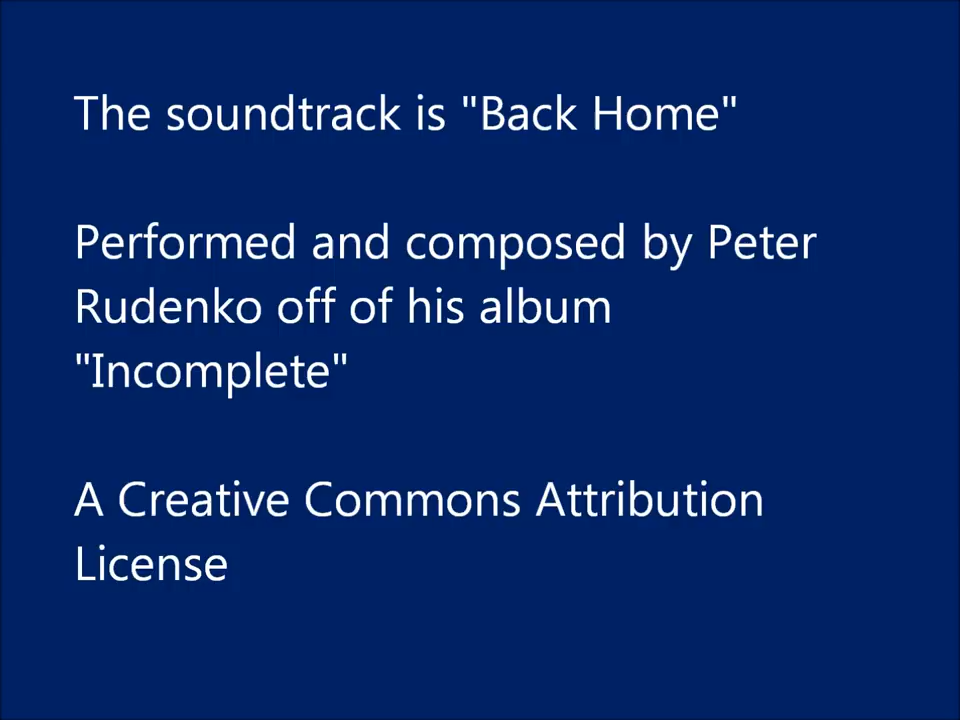 The soundtrack is "Back Home"
Performed and composed by Peter
Rudenko off of his album
"Incomplete"
A Creative Commons Attribution
License